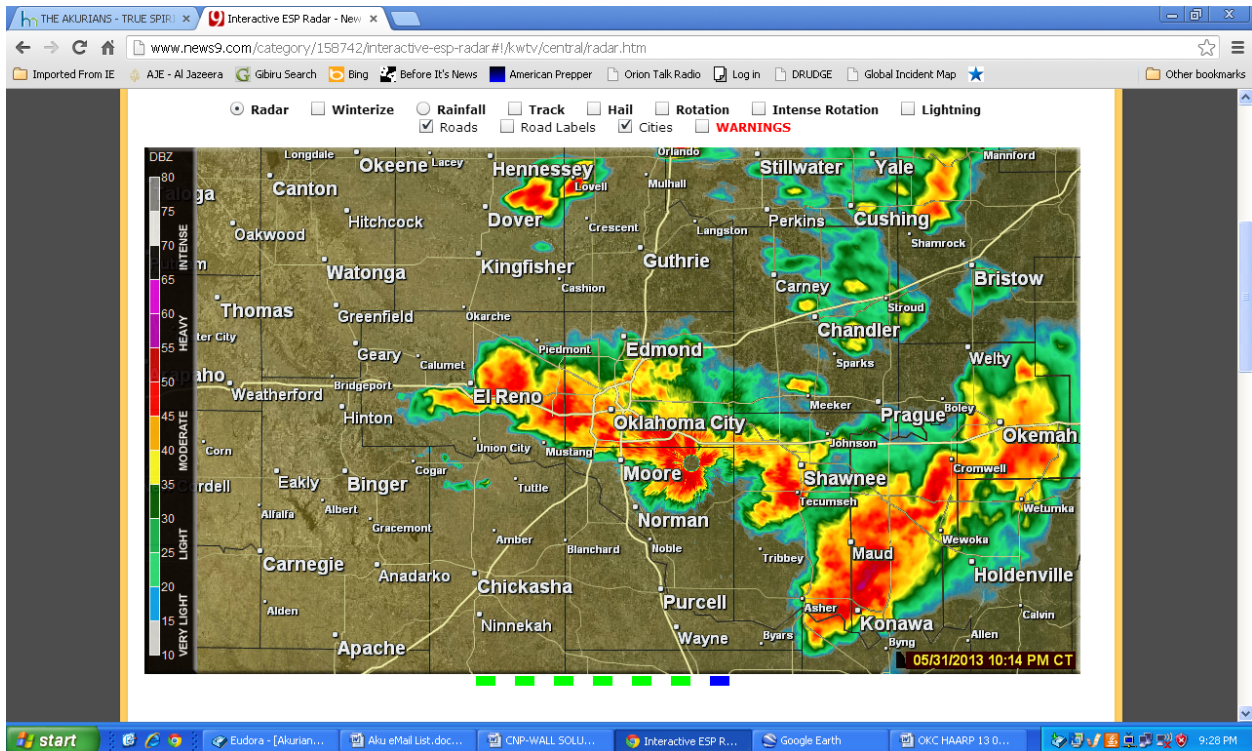 THE AKURIANS - TRUE SPIRI
Interactive ESP Radar - New
www.news9.com/category/158742/interactive-esp-radar#!/kwtv/central/radar.htm
Imported From IE AJE - Al Jazeera Gibiru Search Bing Before It's News American Prepper Orion Talk Radio Log in DRUDGE Global Incident Map Other bookmarks
Radar Winterize Rainfall Track Hail Rotation Intense Rotation Lightning
Roads Road Labels Cities WARNINGS
DBZ
80
75
70
65
60
55
50
45
40
35
30
25
20
15
10
INTENSE
HEAVY
MODERATE
LIGHT
VERY LIGHT
Longdale Okeene Lacey Hennessey Orlando Stillwater Yale Mannford
Canton Lovell Mulhall
Hitchcock Dover Crescent Langston Perkins Cushing
Oakwood Shamrock
Watonga Kingfisher Guthrie
Cashion Carney Bristow
Thomas Greenfield Okarche Stroud
ter City Chandler
Geary Calumet Piedmont Edmond Sparks Welty
Weatherford Bridgeport El Reno Meeker Prague Boley
Hinton Oklahoma City Okemah
Corn Union City Mustang Johnson
Cogar Moore Shawnee Cromwell
Eakly Binger Tuttle Tecumseh
Alfalfa Albert Norman Wetumka
Gracemont Amber Blanchard Noble Tribbey Maud Wewoka
Carnegie Anadarko Chickasha Holdenville
Alden Purcell Asher Konawa Calvin
Ninnekah Wayne Byars Byng Allen
Apache
05/31/2013 10:14 PM CT
start Eudora - [Akurian... Aku eMail List.doc... CNP-WALL SOLU... Interactive ESP R... Google Earth OKC HAARP 13 0... 9:28 PM